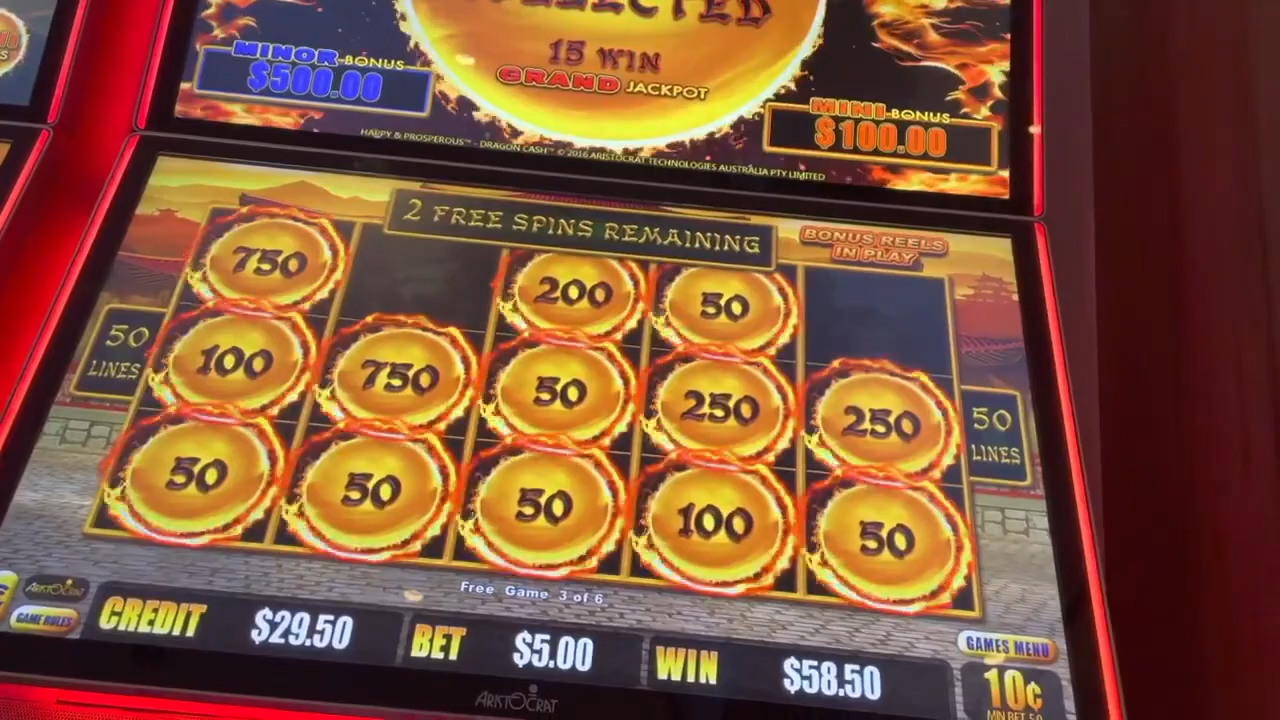 15 WIN
GRAND JACKPOT
MINOR BONUS
$500.00
MINI BONUS
$100.00
HAPPY & PROSPEROUS™ - DRAGON CASH™ © 2016 ARISTOCRAT TECHNOLOGIES AUSTRALIA PTY LIMITED
2 FREE SPINS REMAINING
BONUS REELS
IN PLAY
750
200
50
100
750
50
250
250
50
50
50
100
50
50
LINES
50
LINES
Free Game 3 of 6
ARISTOCRAT
GAME RULES
CREDIT $29.50
BET $5.00
WIN $58.50
GAMES MENU
10¢
ARISTOCRAT